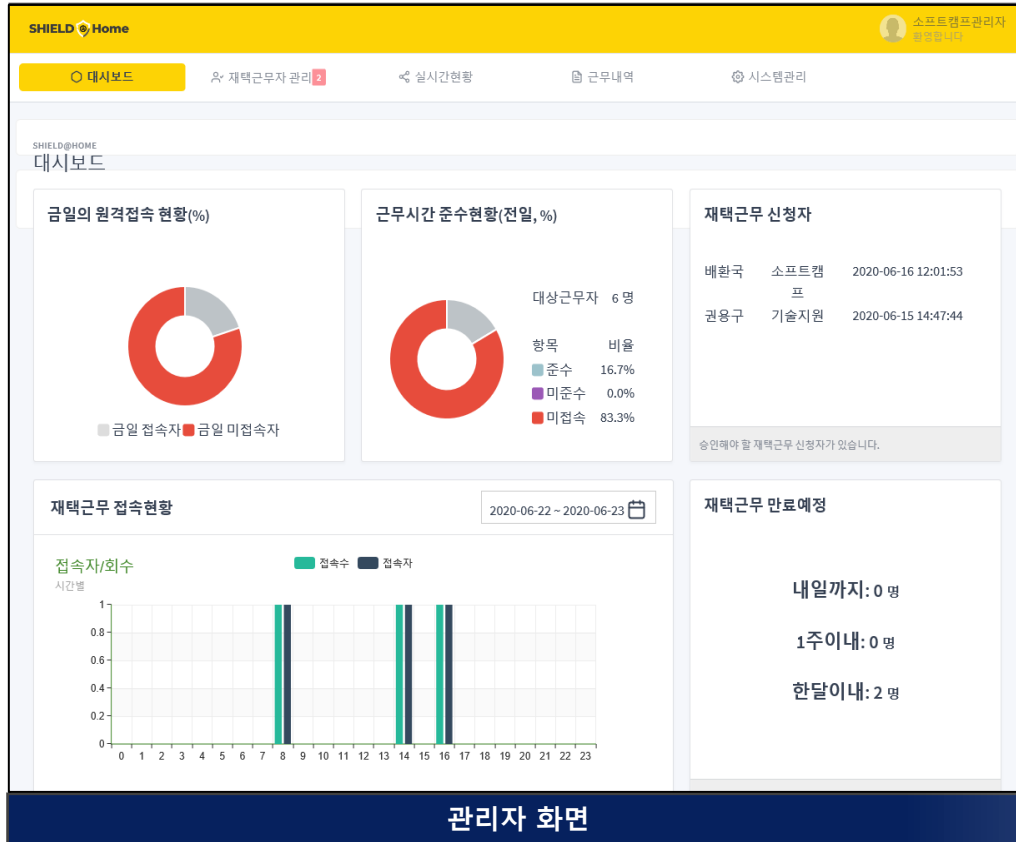 SHIELD@Home
소프트캠프관리자
환영합니다
대시보드
재택근무자 관리 2
실시간현황
근무내역
시스템관리
SHIELD@HOME
대시보드
금일의 원격접속 현황(%)
금일 접속자 금일 미접속자
근무시간 준수현황(전일, %)
대상근무자 6 명
항목 비율
준수 16.7%
미준수 0.0%
미접속 83.3%
재택근무 신청자
배환국 소프트캠 2020-06-16 12:01:53
프
권용구 기술지원 2020-06-15 14:47:44
승인해야 할 재택근무 신청자가 있습니다.
재택근무 접속현황
2020-06-22 ~ 2020-06-23
접속자/회수
시간별
접속수 접속자
1
0.8
0.6
0.4
0.2
0
0 1 2 3 4 5 6 7 8 9 10 11 12 13 14 15 16 17 18 19 20 21 22 23
재택근무 만료예정
내일까지: 0 명
1주이내: 0 명
한달이내: 2 명
관리자 화면